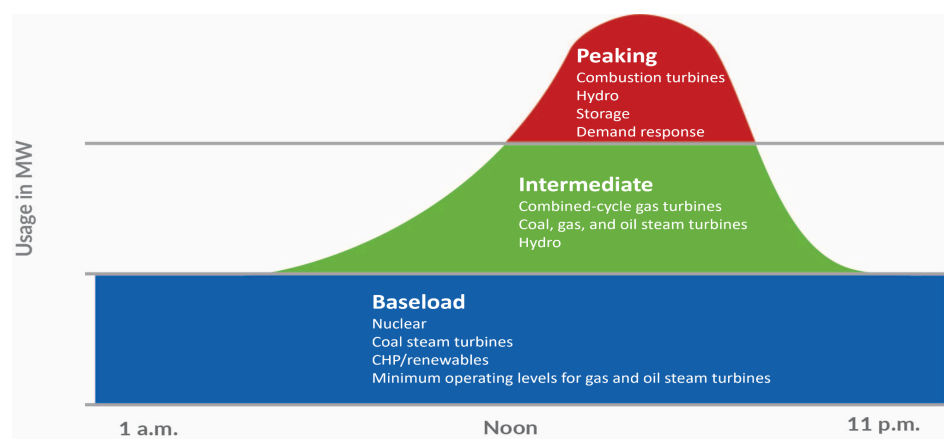 Usage in MW
Peaking
Combustion turbines
Hydro
Storage
Demand response
Intermediate
Combined-cycle gas turbines
Coal, gas, and oil steam turbines
Hydro
Baseload
Nuclear
Coal steam turbines
CHP/renewables
Minimum operating levels for gas and oil steam turbines
1 a.m.
Noon
11 p.m.